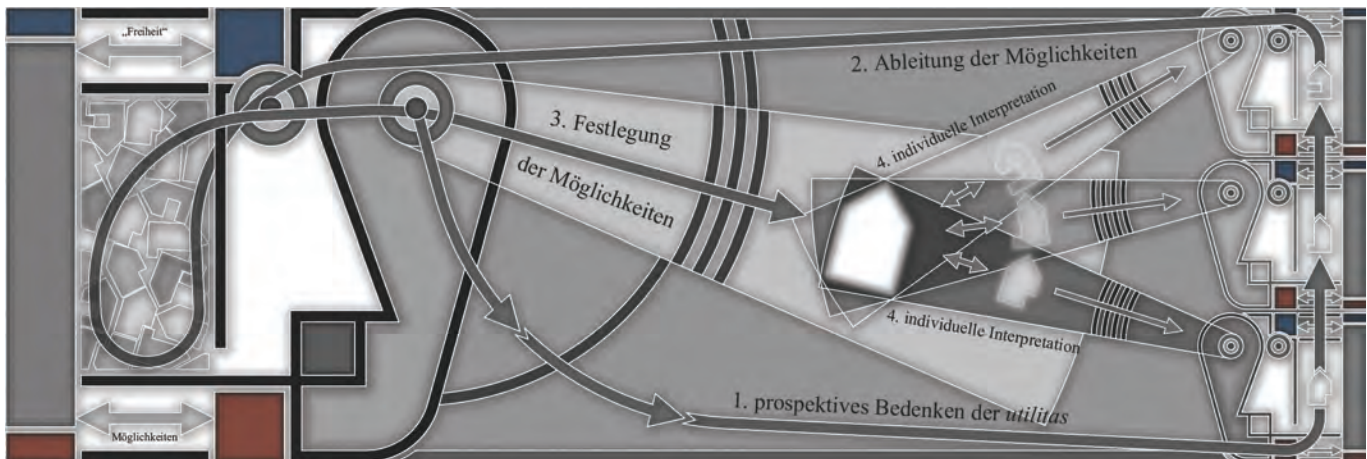 „Freiheit“
2. Ableitung der Möglichkeiten
4. individuelle Interpretation
3. Festlegung
der Möglichkeiten
4. individuelle Interpretation
1. prospektives Bedenken der utilitas
Möglichkeiten